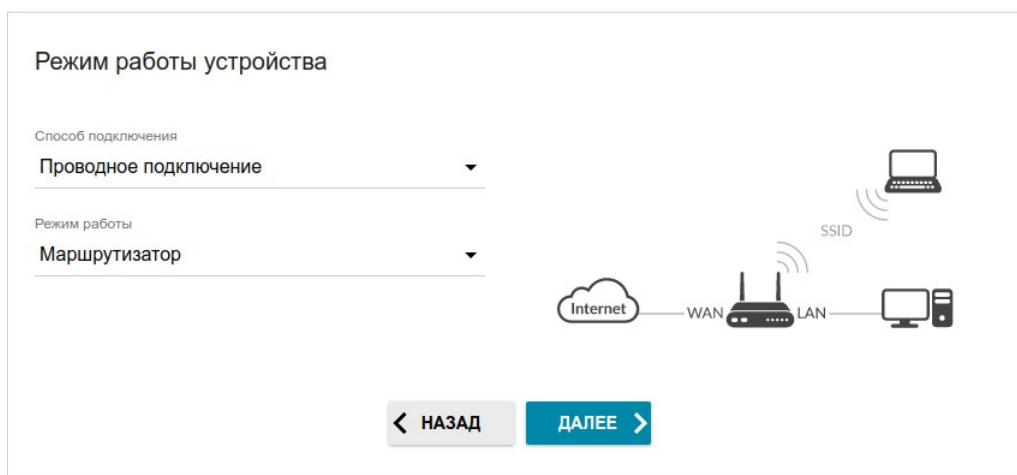 Режим работы устройства
Способ подключения
Проводное подключение
Режим работы
Маршрутизатор
SSID
Internet
WAN
LAN
НАЗАД
ДАЛЕЕ